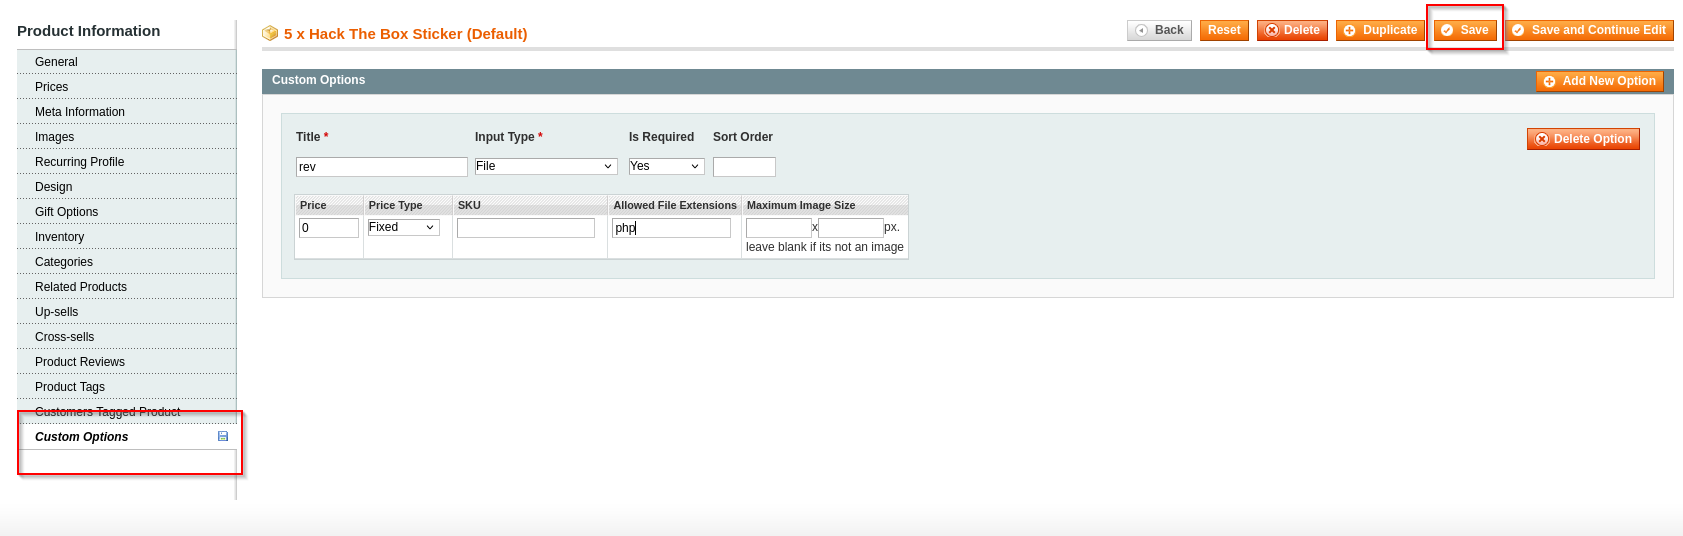 Product Information
General
Prices
Meta Information
Images
Recurring Profile
Design
Gift Options
Inventory
Categories
Related Products
Up-sells
Cross-sells
Product Reviews
Product Tags
Customers Tagged Product
Custom Options
5 x Hack The Box Sticker (Default)
Back Reset Delete Duplicate Save Save and Continue Edit
Custom Options Add New Option
Title * Input Type * Is Required Sort Order Delete Option
rev File Yes
Price Price Type SKU Allowed File Extensions Maximum Image Size
0 Fixed php x px.
leave blank if its not an image